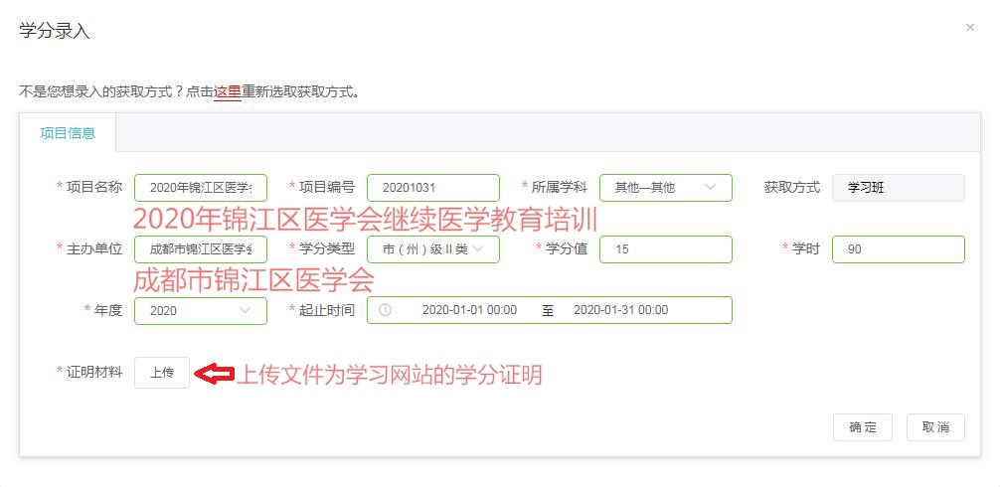 学分录入 ×
不是您想录入的获取方式？点击这里重新选取获取方式。
项目信息
* 项目名称 2020年锦江区医学会 * 项目编号 20201031 * 所属学科 其他—其他 获取方式 学习班
2020年锦江区医学会继续医学教育培训
* 主办单位 成都市锦江区医学会 * 学分类型 市（州）级 II 类 * 学分值 15 * 学时 90
成都市锦江区医学会
* 年度 2020 * 起止时间 2020-01-01 00:00 至 2020-01-31 00:00
* 证明材料 上传 上传文件为学习网站的学分证明
确 定 取 消